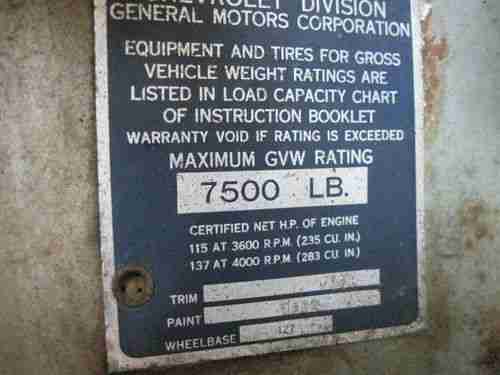 CHEVROLET DIVISION
GENERAL MOTORS CORPORATION
EQUIPMENT AND TIRES FOR GROSS
VEHICLE WEIGHT RATINGS ARE
LISTED IN LOAD CAPACITY CHART
OF INSTRUCTION BOOKLET
WARRANTY VOID IF RATING IS EXCEEDED
MAXIMUM GVW RATING
7500 LB.
CERTIFIED NET H.P. OF ENGINE
115 AT 3600 R.P.M. (235 CU. IN.)
137 AT 4000 R.P.M. (283 CU. IN.)
TRIM
PAINT
WHEELBASE 127